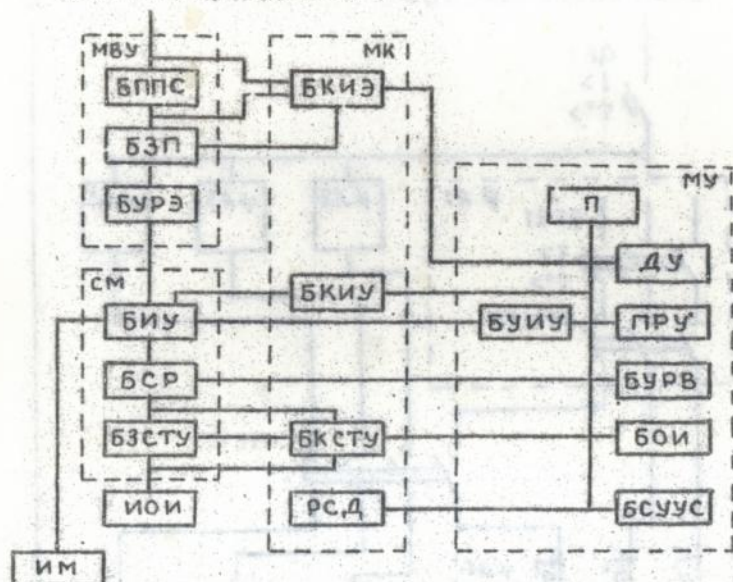 МВУ
МК
БППС
БКИЭ
БЗП
МУ
БУРЭ
П
ДУ
СМ
БКИУ
БИУ
БУИУ
ПРУ
БСР
БУРВ
БЗСТУ
БКСТУ
БОИ
ИОИ
РСД
БСУУС
ИМ